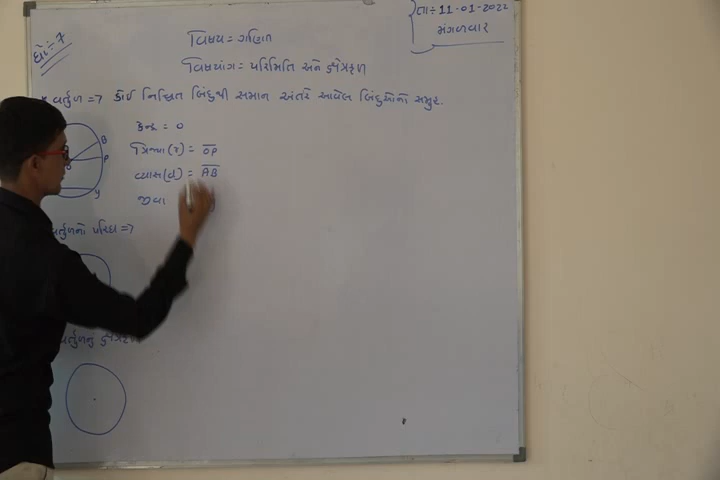 તા÷ 11-01-2022
મંગળવાર
ધો÷ 7
વિષય = ગણિત
વિષયાંગ = પરિમિતિ અને ક્ષેત્રફળ
* વર્તુળ => કોઈ નિશ્ચિત બિંદુથી સમાન અંતરે આવેલ બિંદુઓનો સમુહ.
કેન્દ્ર = O
ત્રિજ્યા (r) = OP
વ્યાસ (d) = AB
જીવા
B
P
y
વર્તુળનો પરિઘ =>
વર્તુળનું